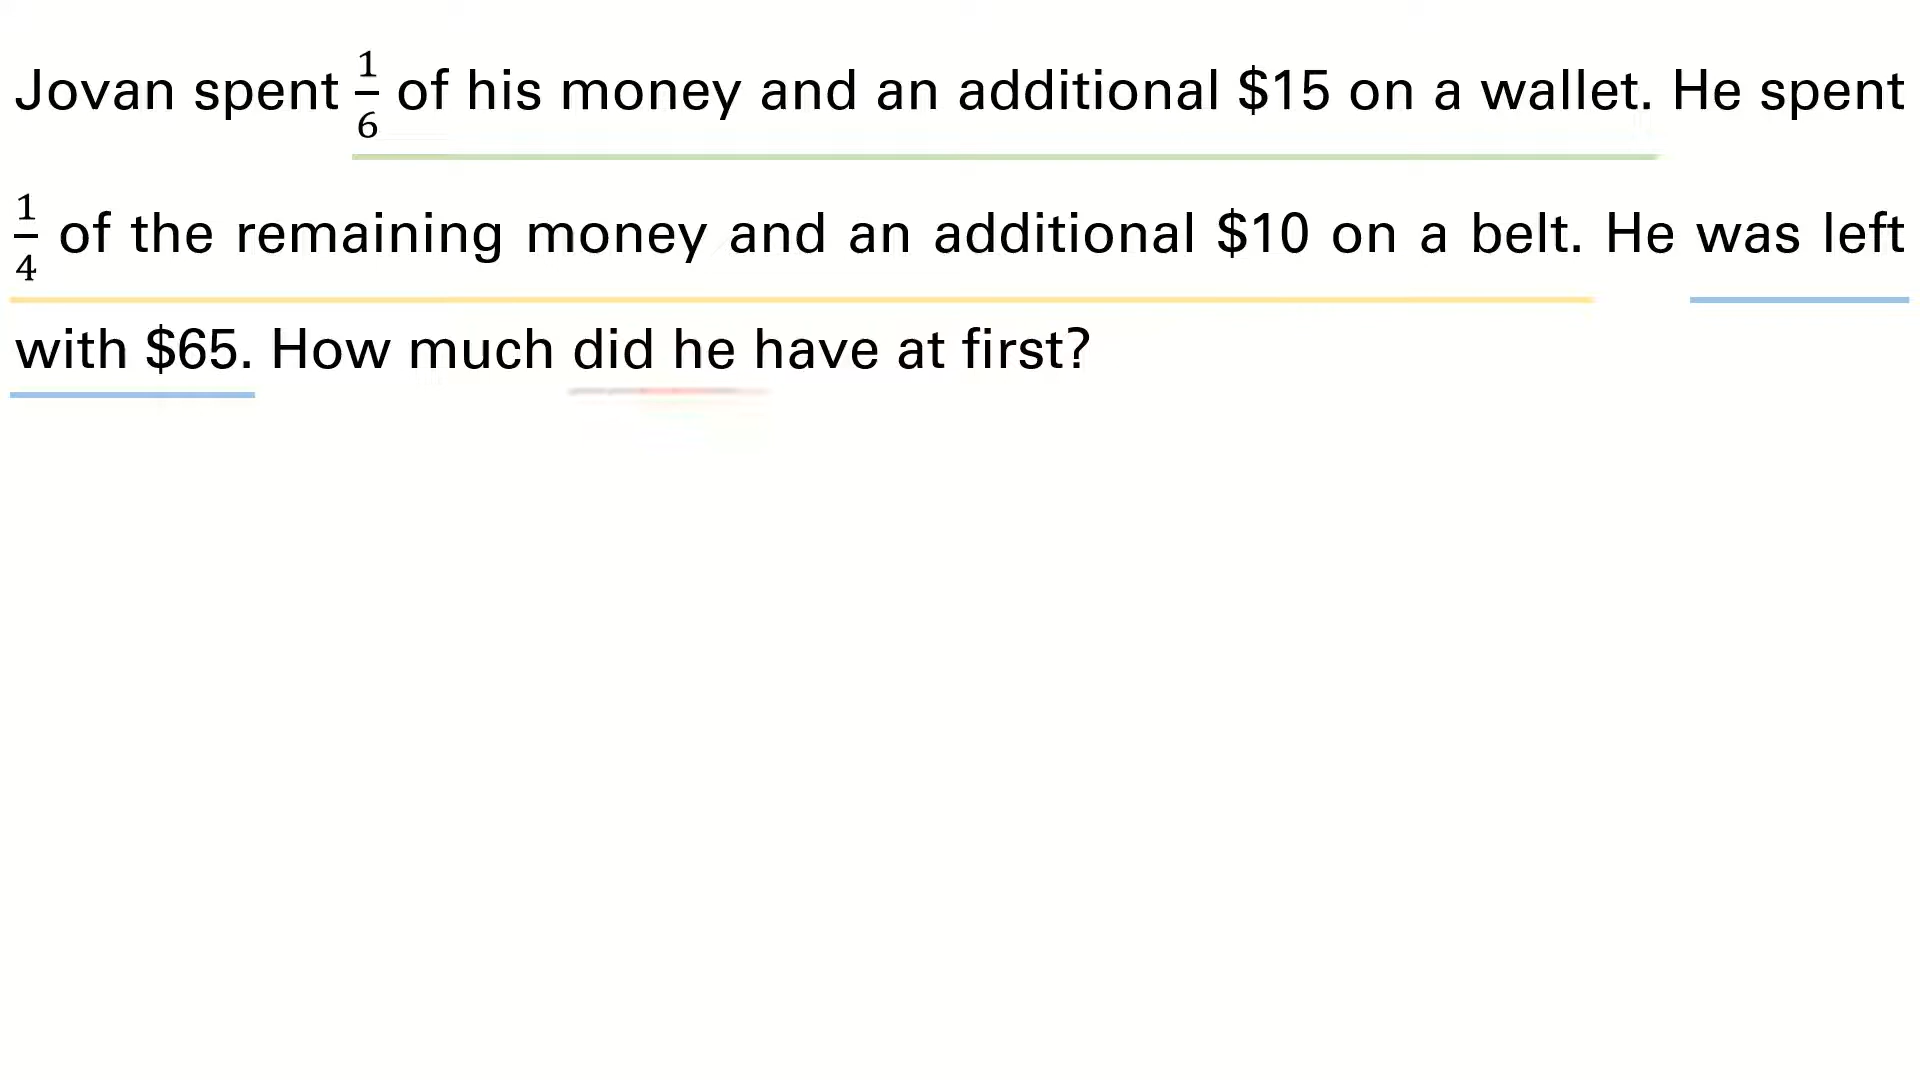 Jovan spent 1/6 of his money and an additional $15 on a wallet. He spent
1/4 of the remaining money and an additional $10 on a belt. He was left
with $65. How much did he have at first?